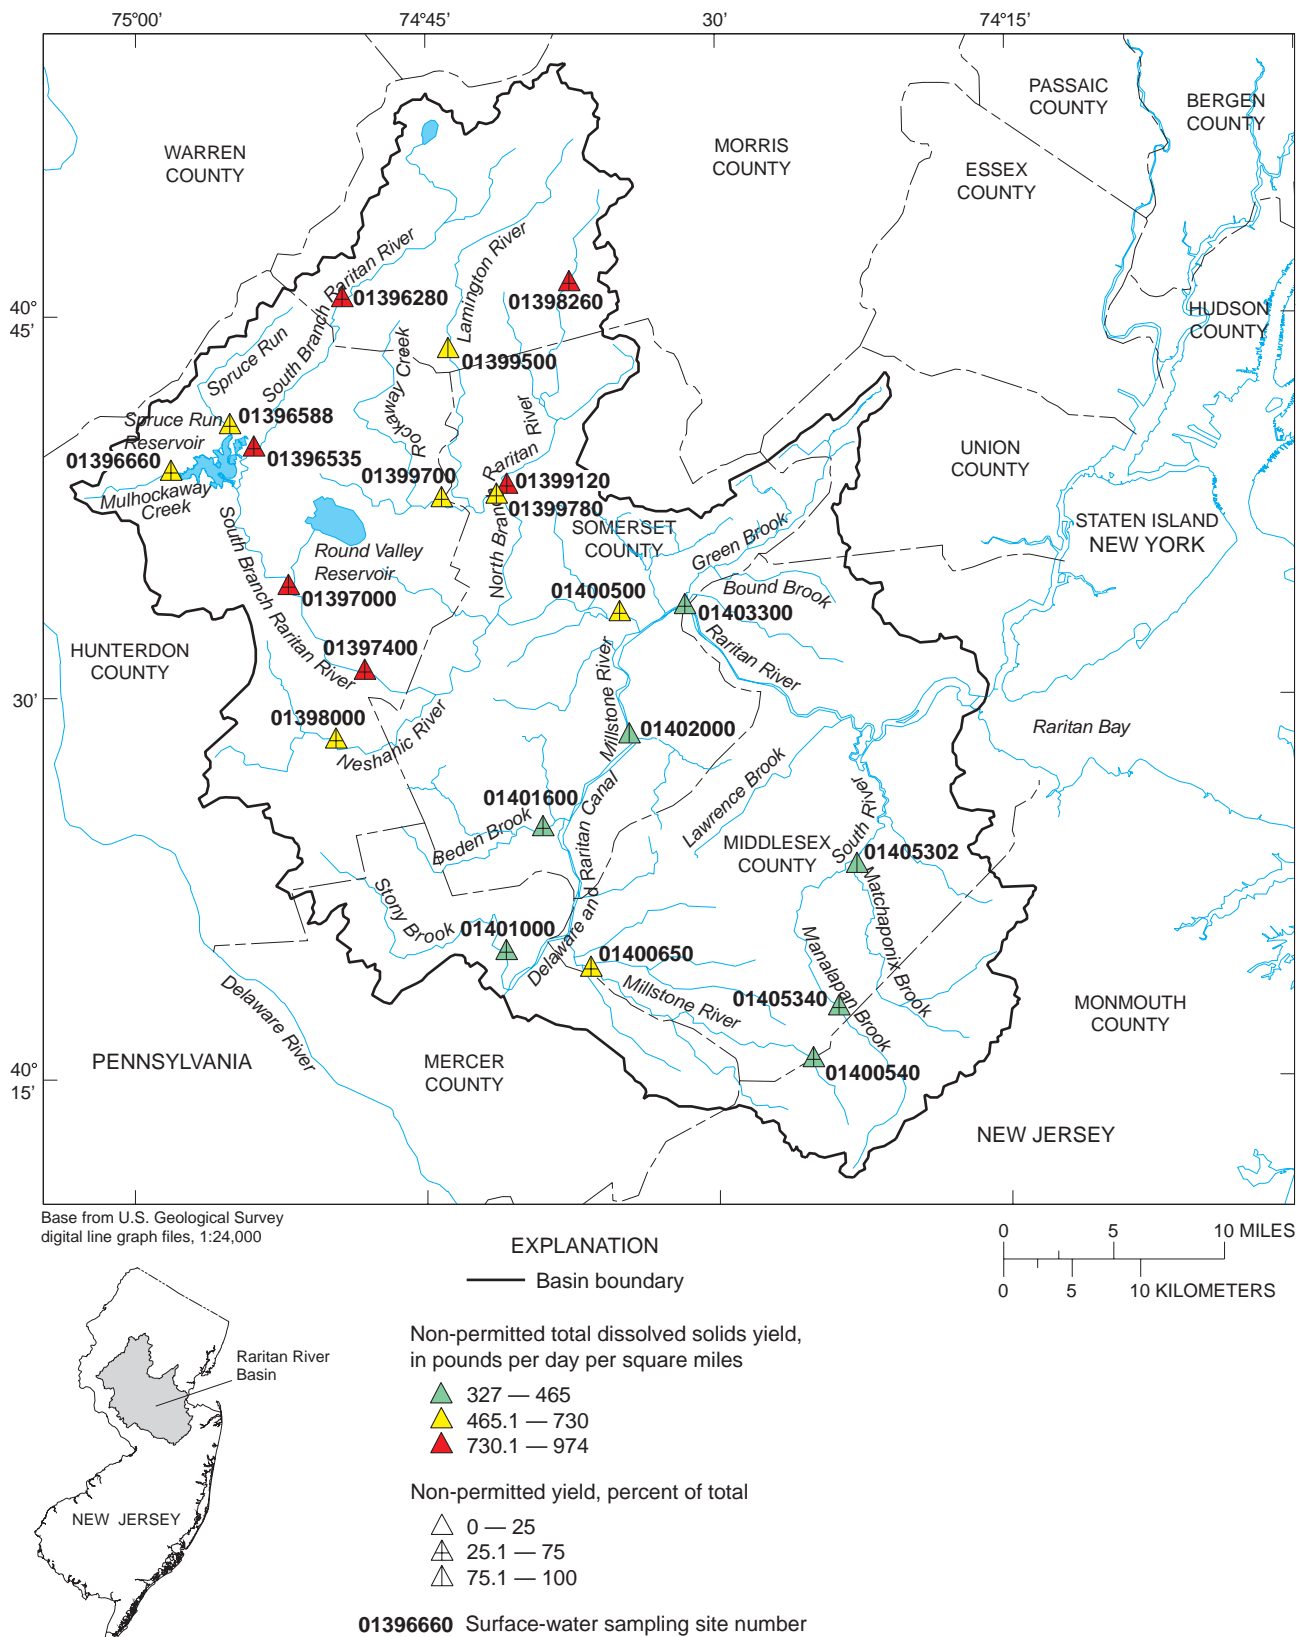 75°00'
74°45'
30'
74°15'
PASSAIC
COUNTY
BERGEN
COUNTY
WARREN
COUNTY
MORRIS
COUNTY
ESSEX
COUNTY
HUDSON
COUNTY
40°
45'
South Branch Raritan River
Lamington River
01396280
01398260
01399500
Spruce Run
Rockaway Creek
01396588
Spruce Run
Reservoir
01396535
01396660
Mulhockaway
Creek
01399700
North Branch Raritan River
01399120
01399780
UNION
COUNTY
SOMERSET
COUNTY
STATEN ISLAND
NEW YORK
Green Brook
Round Valley
Reservoir
South Branch Raritan River
01397000
01400500
Bound Brook
01403300
Raritan River
HUNTERDON
COUNTY
01397400
30'
01398000
Neshanic River
Millstone River
01402000
Raritan Bay
Lawrence Brook
01401600
Beden Brook
Delaware and Raritan Canal
MIDDLESEX
COUNTY
South River
01405302
Matchaponix Brook
Stony Brook
01401000
01400650
Manalapan Brook
Millstone River
01405340
01400540
Delaware River
PENNSYLVANIA
MERCER
COUNTY
MONMOUTH
COUNTY
40°
15'
NEW JERSEY
Base from U.S. Geological Survey
digital line graph files, 1:24,000
0 5 10 MILES
0 5 10 KILOMETERS
EXPLANATION
Basin boundary
Non-permitted total dissolved solids yield,
in pounds per day per square miles
327 — 465
465.1 — 730
730.1 — 974
Non-permitted yield, percent of total
0 — 25
25.1 — 75
75.1 — 100
01396660 Surface-water sampling site number
Raritan River
Basin
NEW JERSEY